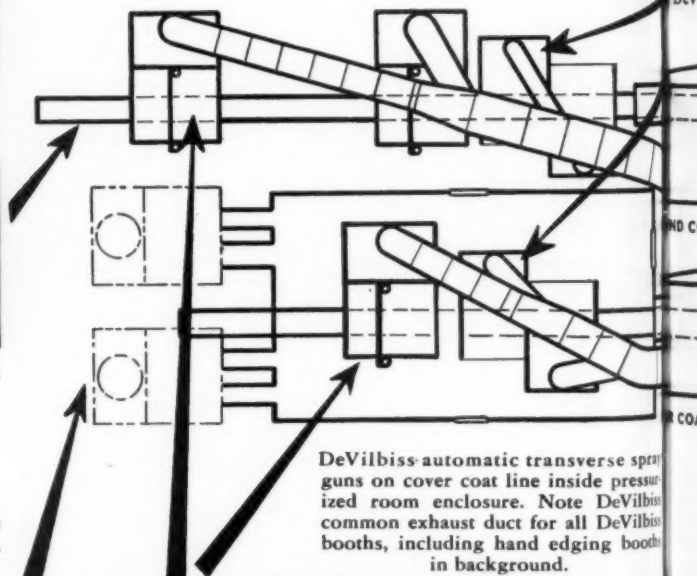 DeVilbiss automatic transverse spray
guns on cover coat line inside pressur-
ized room enclosure. Note DeVilbiss
common exhaust duct for all DeVilbiss
booths, including hand edging booths
in background.